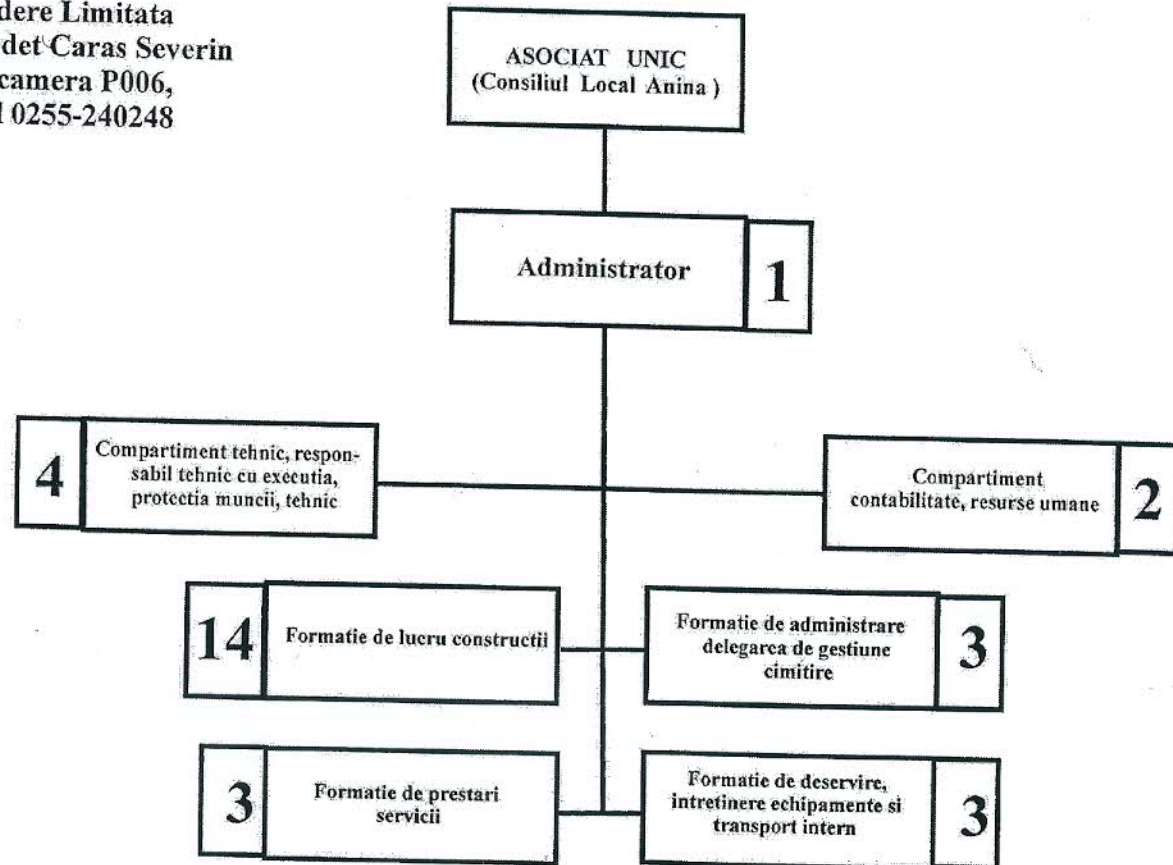 dere Limitata
det Caras Severin
camera P006,
0255-240248
ASOCIAT UNIC
(Consiliul Local Anina )
Administrator
1
4
Compartiment tehnic, respon-
sabil tehnic cu executia,
protectia muncii, tehnic
Compartiment
contabilitate, resurse umane
2
14
Formatie de lucru constructii
Formatie de administrare
delegarea de gestiune
cimitire
3
3
Formatie de prestari
servicii
Formatie de deservire,
intretinere echipamente si
transport intern
3